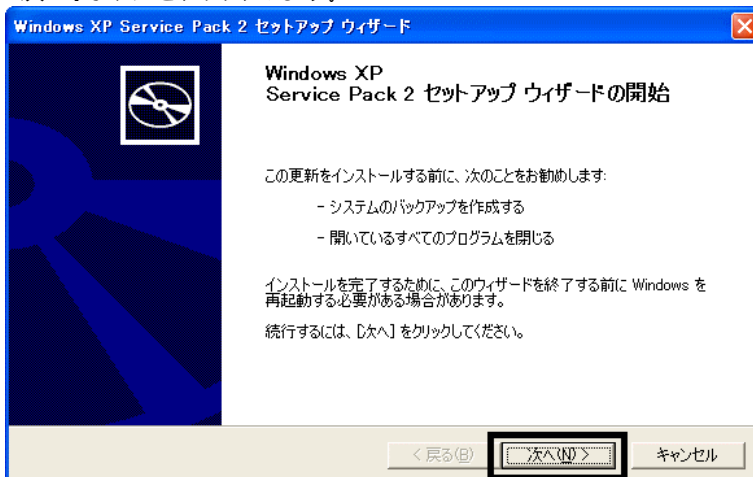 Windows XP Service Pack 2 セットアップ ウィザード
Windows XP
Service Pack 2 セットアップ ウィザードの開始
この更新をインストールする前に、次のことをお勧めします:
- システムのバックアップを作成する
- 開いているすべてのプログラムを閉じる
インストールを完了するために、このウィザードを終了する前に Windows を
再起動する必要がある場合があります。
続行するには、[次へ] をクリックしてください。
< 戻る(B)
次へ(N) >
キャンセル